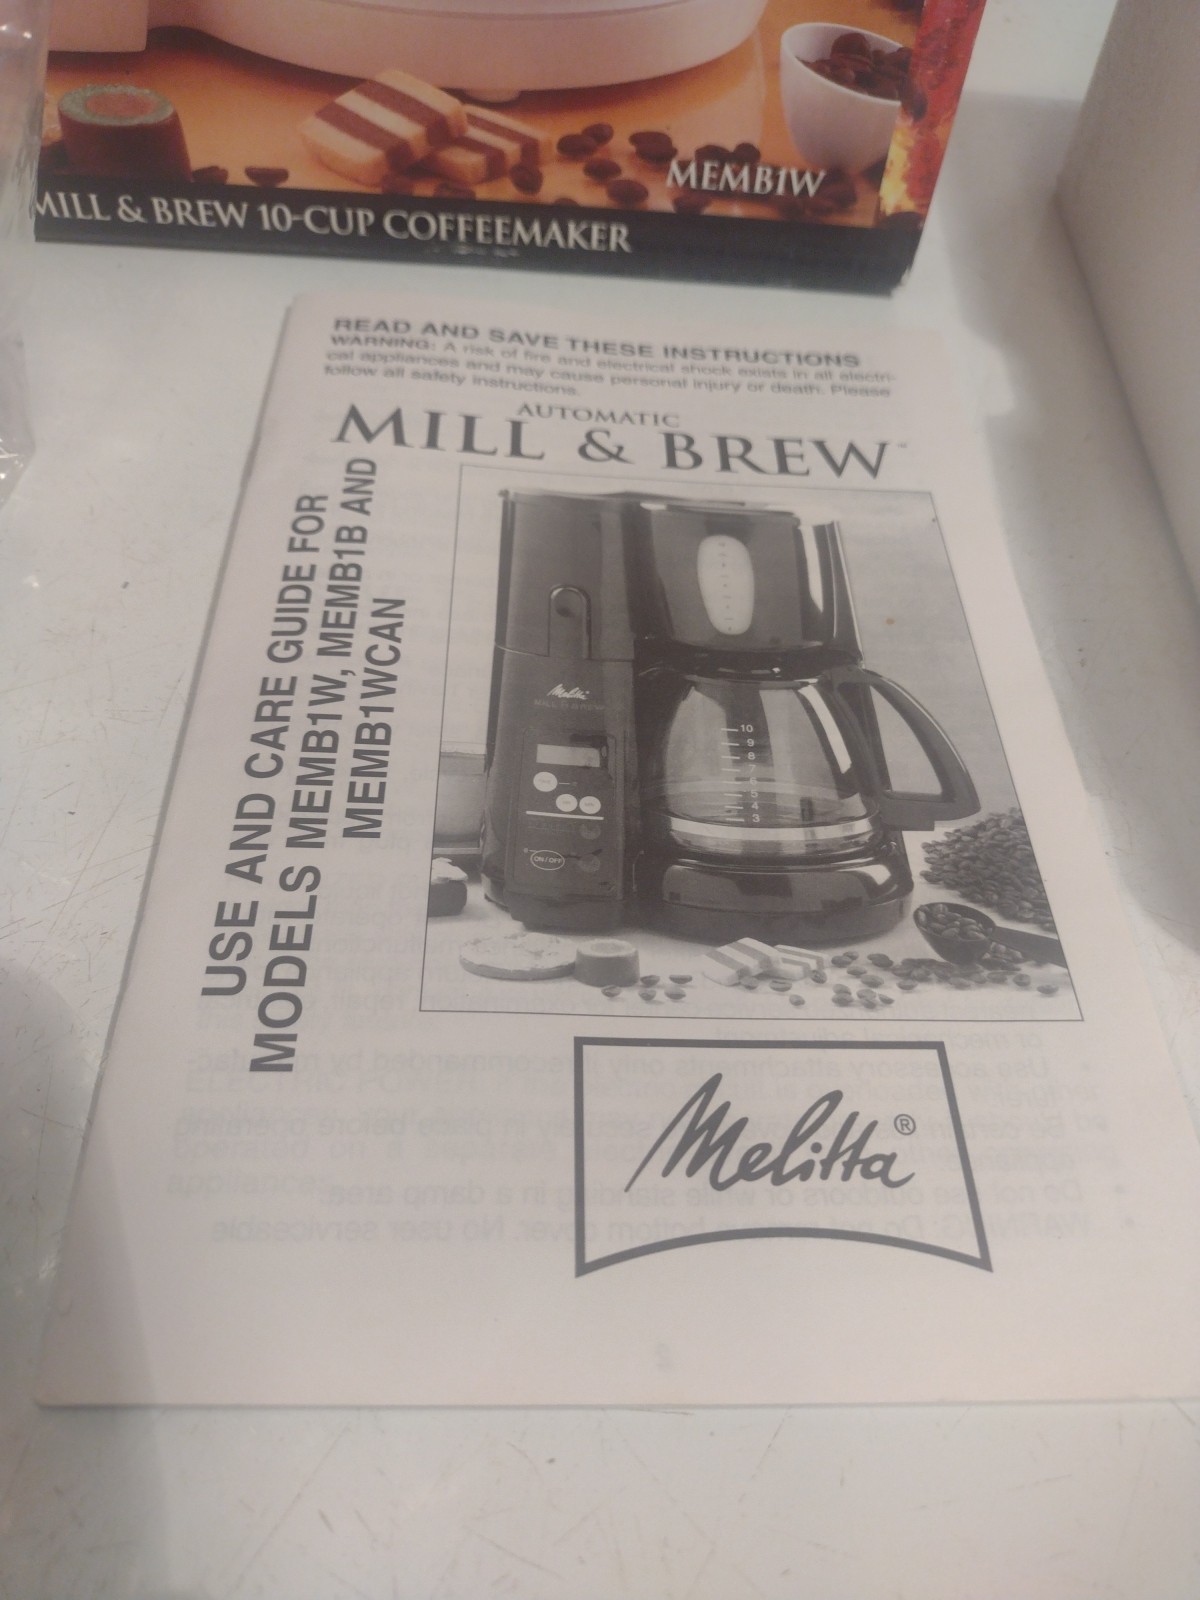 MEMB1W
MILL & BREW 10-CUP COFFEEMAKER
READ AND SAVE THESE INSTRUCTIONS
WARNING: A risk of fire and electrical shock exists in all electri-
cal appliances and may cause personal injury or death. Please
follow all safety instructions.
AUTOMATIC
MILL & BREW™
USE AND CARE GUIDE FOR
MODELS MEMB1W, MEMB1B AND
MEMB1WCAN
Melitta
MILL & BREW
10
9
8
7
6
5
4
3
ON/OFF
Melitta®